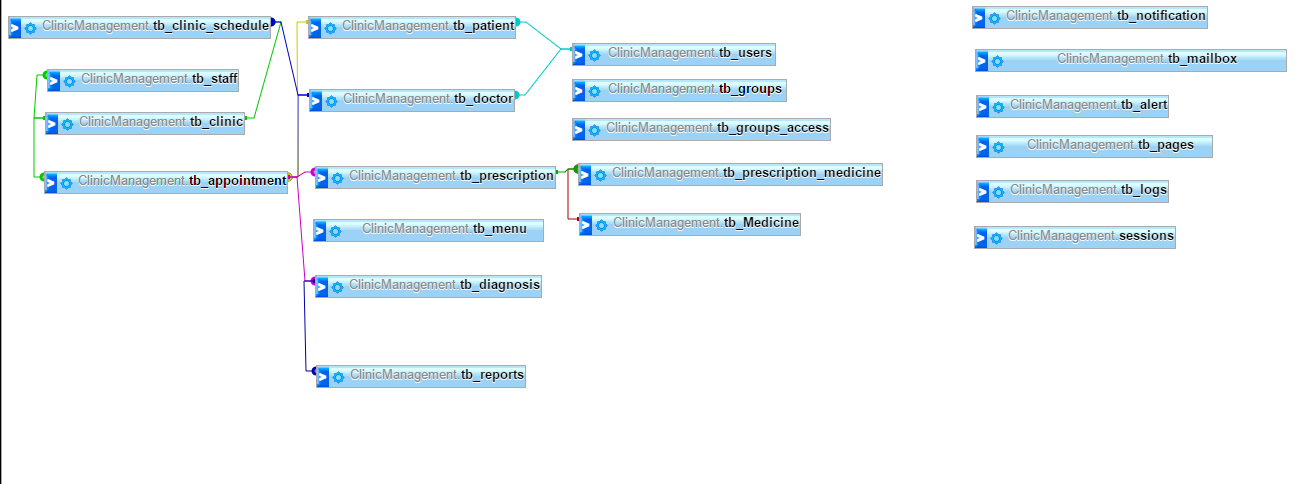 ClinicManagement.tb_clinic_schedule
ClinicManagement.tb_patient
ClinicManagement.tb_notification
ClinicManagement.tb_users
ClinicManagement.tb_mailbox
ClinicManagement.tb_staff
ClinicManagement.tb_groups
ClinicManagement.tb_doctor
ClinicManagement.tb_alert
ClinicManagement.tb_clinic
ClinicManagement.tb_groups_access
ClinicManagement.tb_pages
ClinicManagement.tb_appointment
ClinicManagement.tb_prescription
ClinicManagement.tb_prescription_medicine
ClinicManagement.tb_logs
ClinicManagement.tb_menu
ClinicManagement.tb_Medicine
ClinicManagement.sessions
ClinicManagement.tb_diagnosis
ClinicManagement.tb_reports